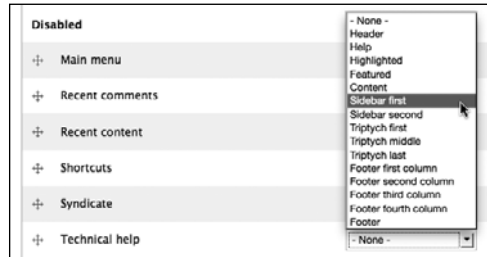 Disabled
Main menu
Recent comments
Recent content
Shortcuts
Syndicate
Technical help
- None -
Header
Help
Highlighted
Featured
Content
Sidebar first
Sidebar second
Triptych first
Triptych middle
Triptych last
Footer first column
Footer second column
Footer third column
Footer fourth column
Footer
- None -